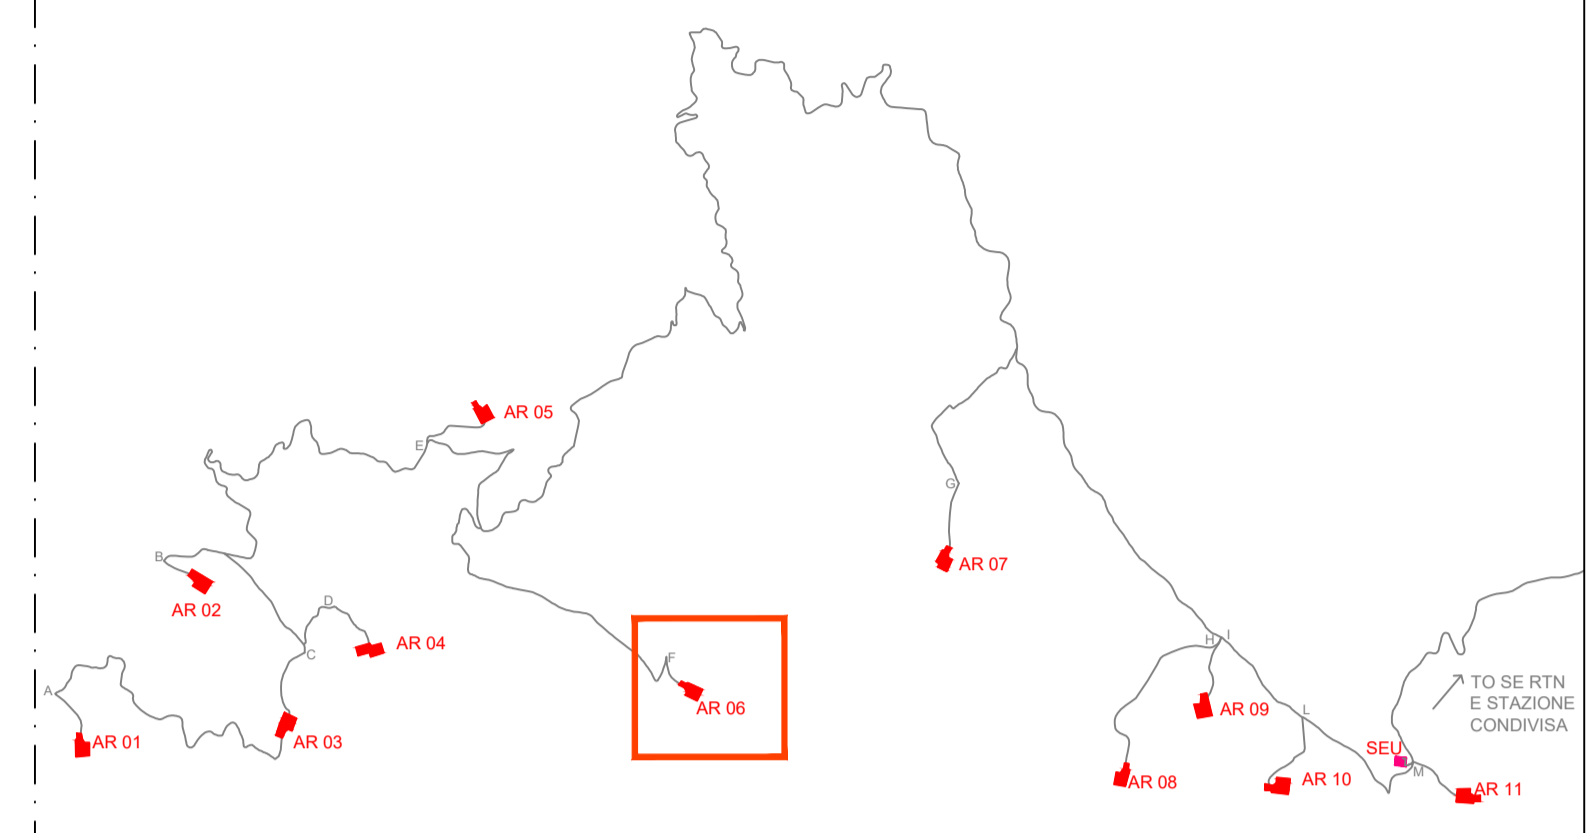 AR 05
E
G
B
AR 07
AR 02
D
AR 04
C
H
I
F
A
AR 06
TO SE RTN
E STAZIONE
CONDIVISA
L
AR 09
AR 01
AR 03
SEU
M
AR 08
AR 10
AR 11